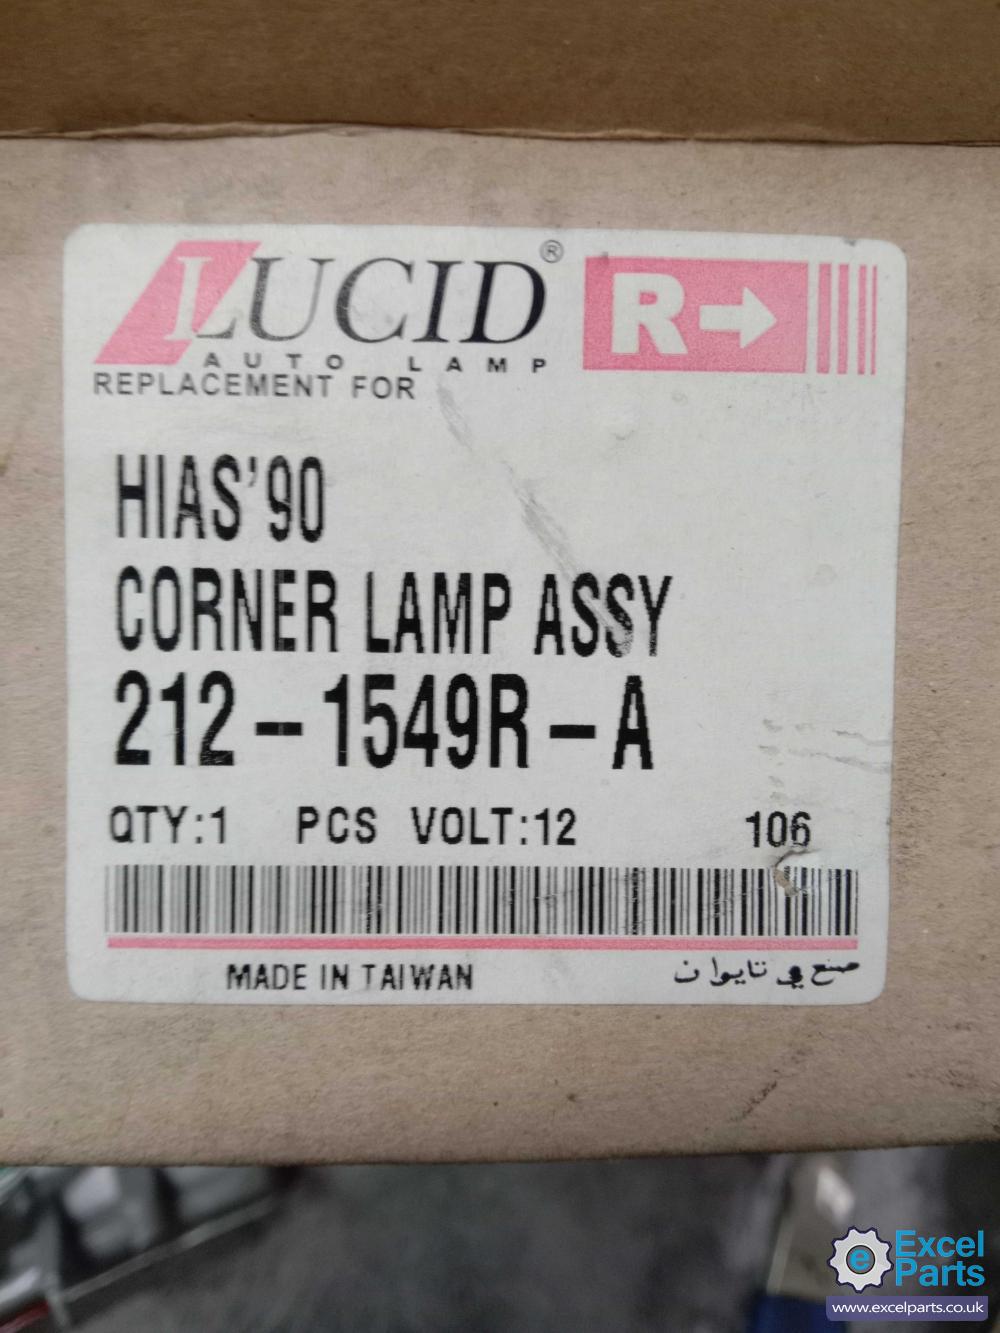 LUCID®
AUTO LAMP
REPLACEMENT FOR
R→
HIAS'90
CORNER LAMP ASSY
212-1549R-A
QTY:1 PCS VOLT:12 106
MADE IN TAIWAN صنع في تايوان
e Excel
Parts
www.excelparts.co.uk